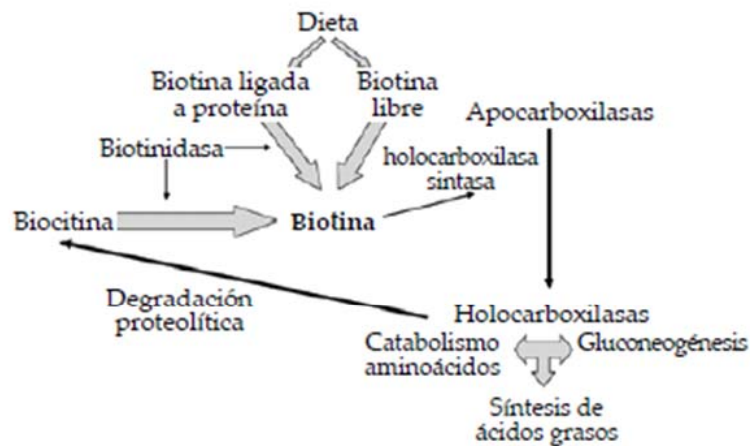 Dieta
Biotina ligada
a proteína
Biotina
libre
Apocarboxilasas
Biotinidasa
holocarboxilasa
sintasa
Biocitina
Biotina
Degradación
proteolítica
Holocarboxilasas
Catabolismo
aminoácidos
Gluconeogénesis
Síntesis de
ácidos grasos